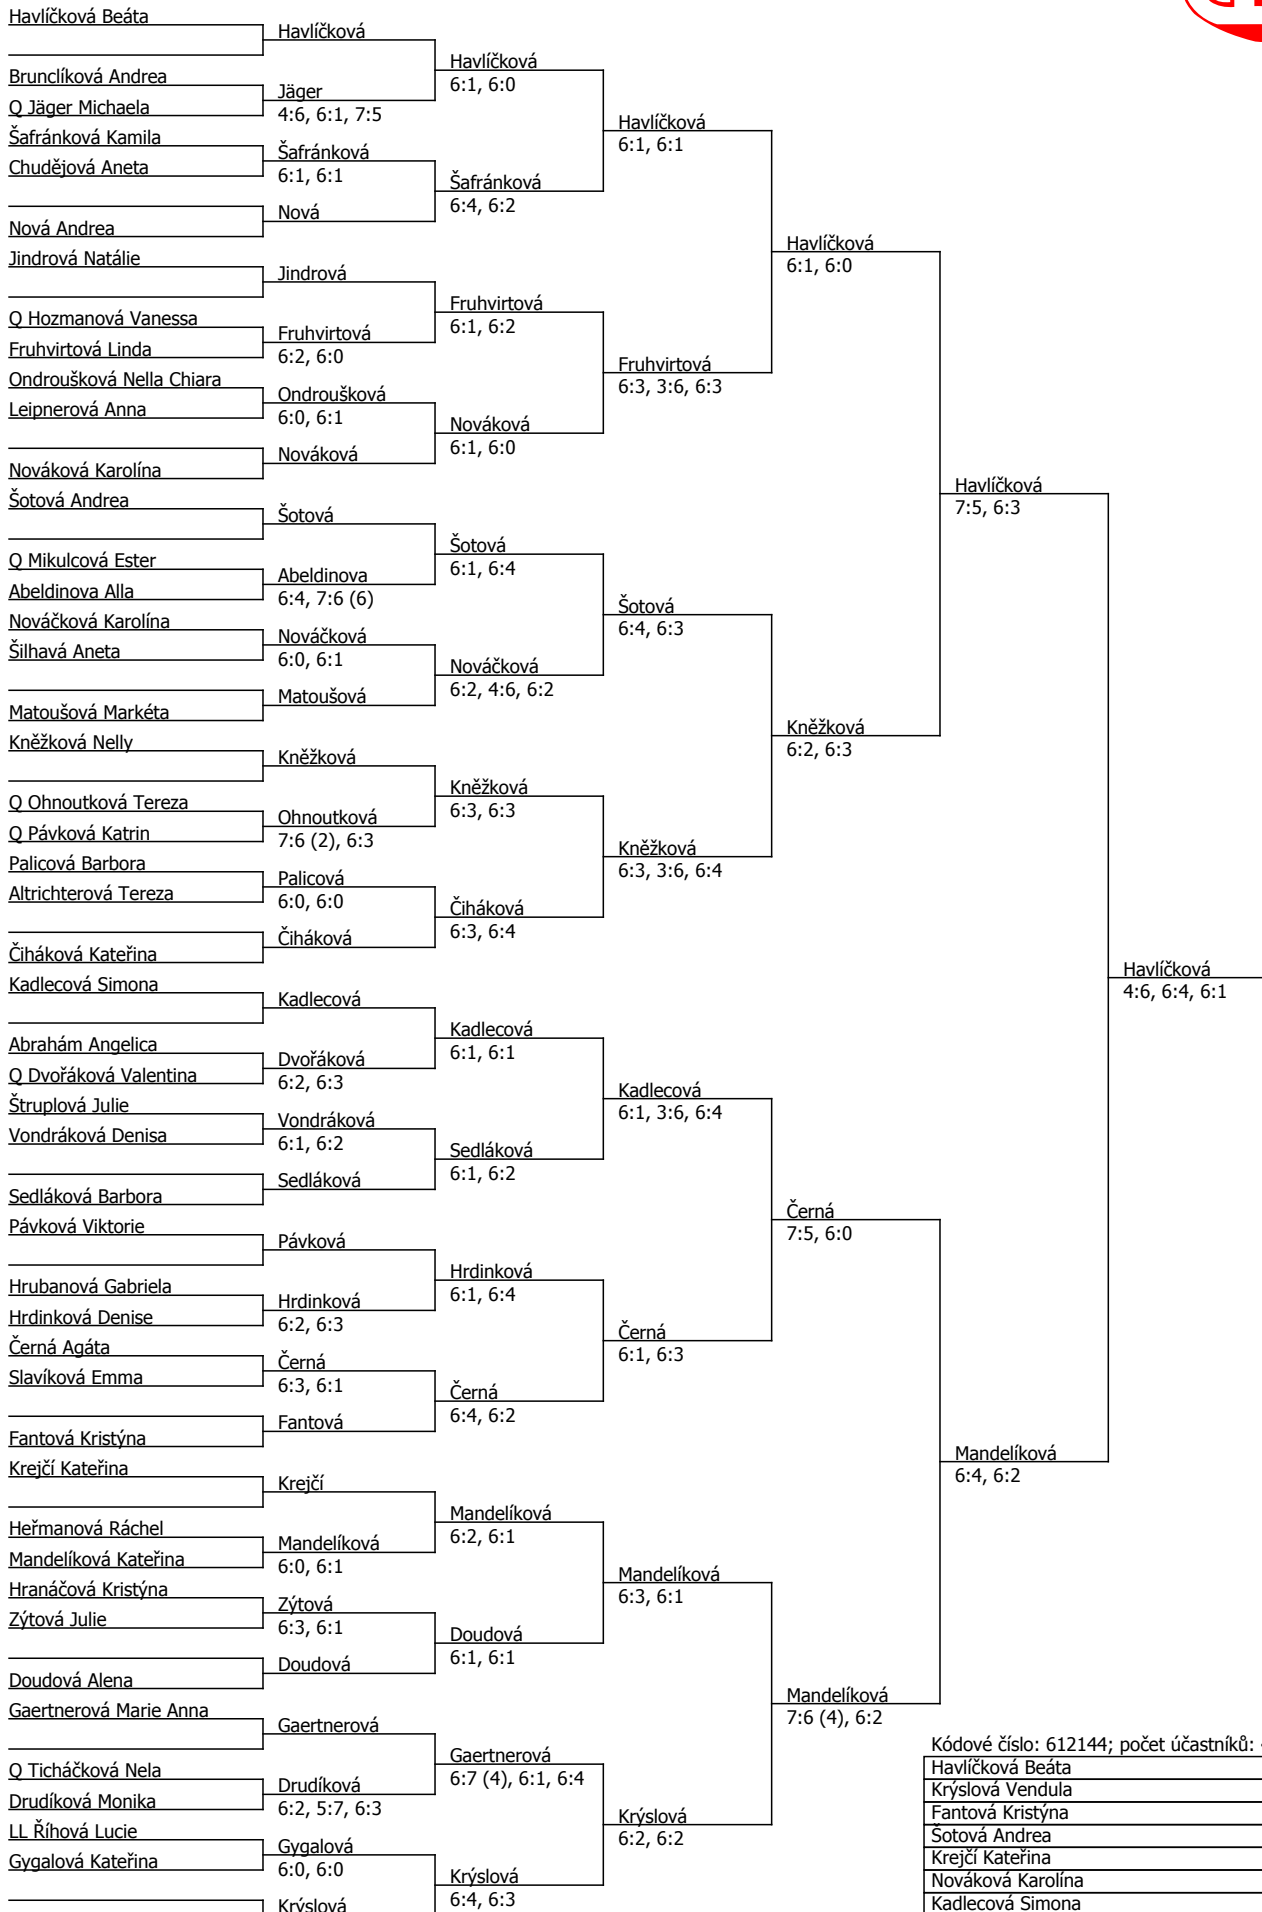 Havlíčková Beáta
Brunclíková Andrea
Q Jäger Michaela
Šafránková Kamila
Chudějová Aneta
Nová Andrea
Jindrová Natálie
Q Hozmanová Vanessa
Fruhvirtová Linda
Ondroušková Nella Chiara
Leipnerová Anna
Nováková Karolína
Šotová Andrea
Q Mikulcová Ester
Abeldinova Alla
Nováčková Karolína
Šilhavá Aneta
Matoušová Markéta
Kněžková Nelly
Q Ohnoutková Tereza
Q Pávková Katrin
Palicová Barbora
Altrichterová Tereza
Čiháková Kateřina
Kadlecová Simona
Abrahám Angelica
Q Dvořáková Valentina
Štruplová Julie
Vondráková Denisa
Sedláková Barbora
Pávková Viktorie
Hrubanová Gabriela
Hrdinková Denise
Černá Agáta
Slavíková Emma
Fantová Kristýna
Krejčí Kateřina
Heřmanová Ráchel
Mandelíková Kateřina
Hranáčová Kristýna
Zýtová Julie
Doudová Alena
Gaertnerová Marie Anna
Q Ticháčková Nela
Drudíková Monika
LL Říhová Lucie
Gygalová Kateřina
Havlíčková
Jäger
4:6, 6:1, 7:5
Šafránková
6:1, 6:1
Nová
Jindrová
Fruhvirtová
6:2, 6:0
Ondroušková
6:0, 6:1
Nováková
Šotová
Abeldinova
6:4, 7:6 (6)
Nováčková
6:0, 6:1
Matoušová
Kněžková
Ohnoutková
7:6 (2), 6:3
Palicová
6:0, 6:0
Čiháková
Kadlecová
Dvořáková
6:2, 6:3
Vondráková
6:1, 6:2
Sedláková
Pávková
Hrdinková
6:2, 6:3
Černá
6:3, 6:1
Fantová
Krejčí
Mandelíková
6:0, 6:1
Zýtová
6:3, 6:1
Doudová
Gaertnerová
Drudíková
6:2, 5:7, 6:3
Gygalová
6:0, 6:0
Krýslová
Havlíčková
6:1, 6:0
Šafránková
6:4, 6:2
Fruhvirtová
6:1, 6:2
Nováková
6:1, 6:0
Šotová
6:1, 6:4
Nováčková
6:2, 4:6, 6:2
Kněžková
6:3, 6:3
Čiháková
6:3, 6:4
Kadlecová
6:1, 6:1
Sedláková
6:1, 6:2
Hrdinková
6:1, 6:4
Černá
6:4, 6:2
Mandelíková
6:2, 6:1
Doudová
6:1, 6:1
Gaertnerová
6:7 (4), 6:1, 6:4
Krýslová
6:4, 6:3
Havlíčková
6:1, 6:1
Fruhvirtová
6:3, 3:6, 6:3
Šotová
6:4, 6:3
Kněžková
6:3, 3:6, 6:4
Kadlecová
6:1, 3:6, 6:4
Černá
6:1, 6:3
Mandelíková
6:3, 6:1
Krýslová
6:2, 6:2
Havlíčková
6:1, 6:0
Kněžková
6:2, 6:3
Černá
7:5, 6:0
Mandelíková
7:6 (4), 6:2
Havlíčková
7:5, 6:3
Mandelíková
6:4, 6:2
Havlíčková
4:6, 6:4, 6:1
Kódové číslo: 612144; počet účastníků:
Havlíčková Beáta
Krýslová Vendula
Fantová Kristýna
Šotová Andrea
Krejčí Kateřina
Nováková Karolína
Kadlecová Simona